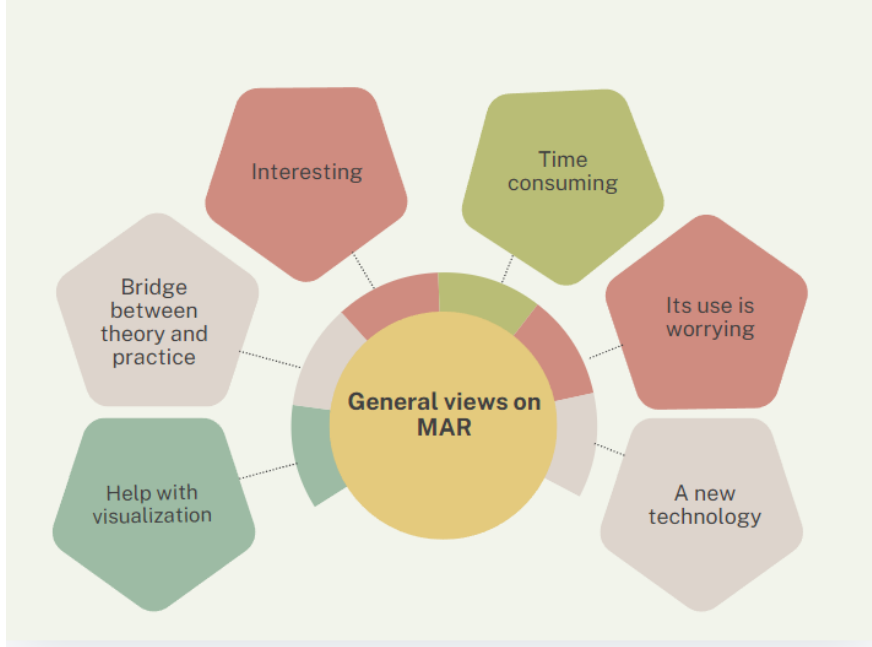 General views on
MAR
Help with
visualization
Bridge
between
theory and
practice
Interesting
Time
consuming
Its use is
worrying
A new
technology